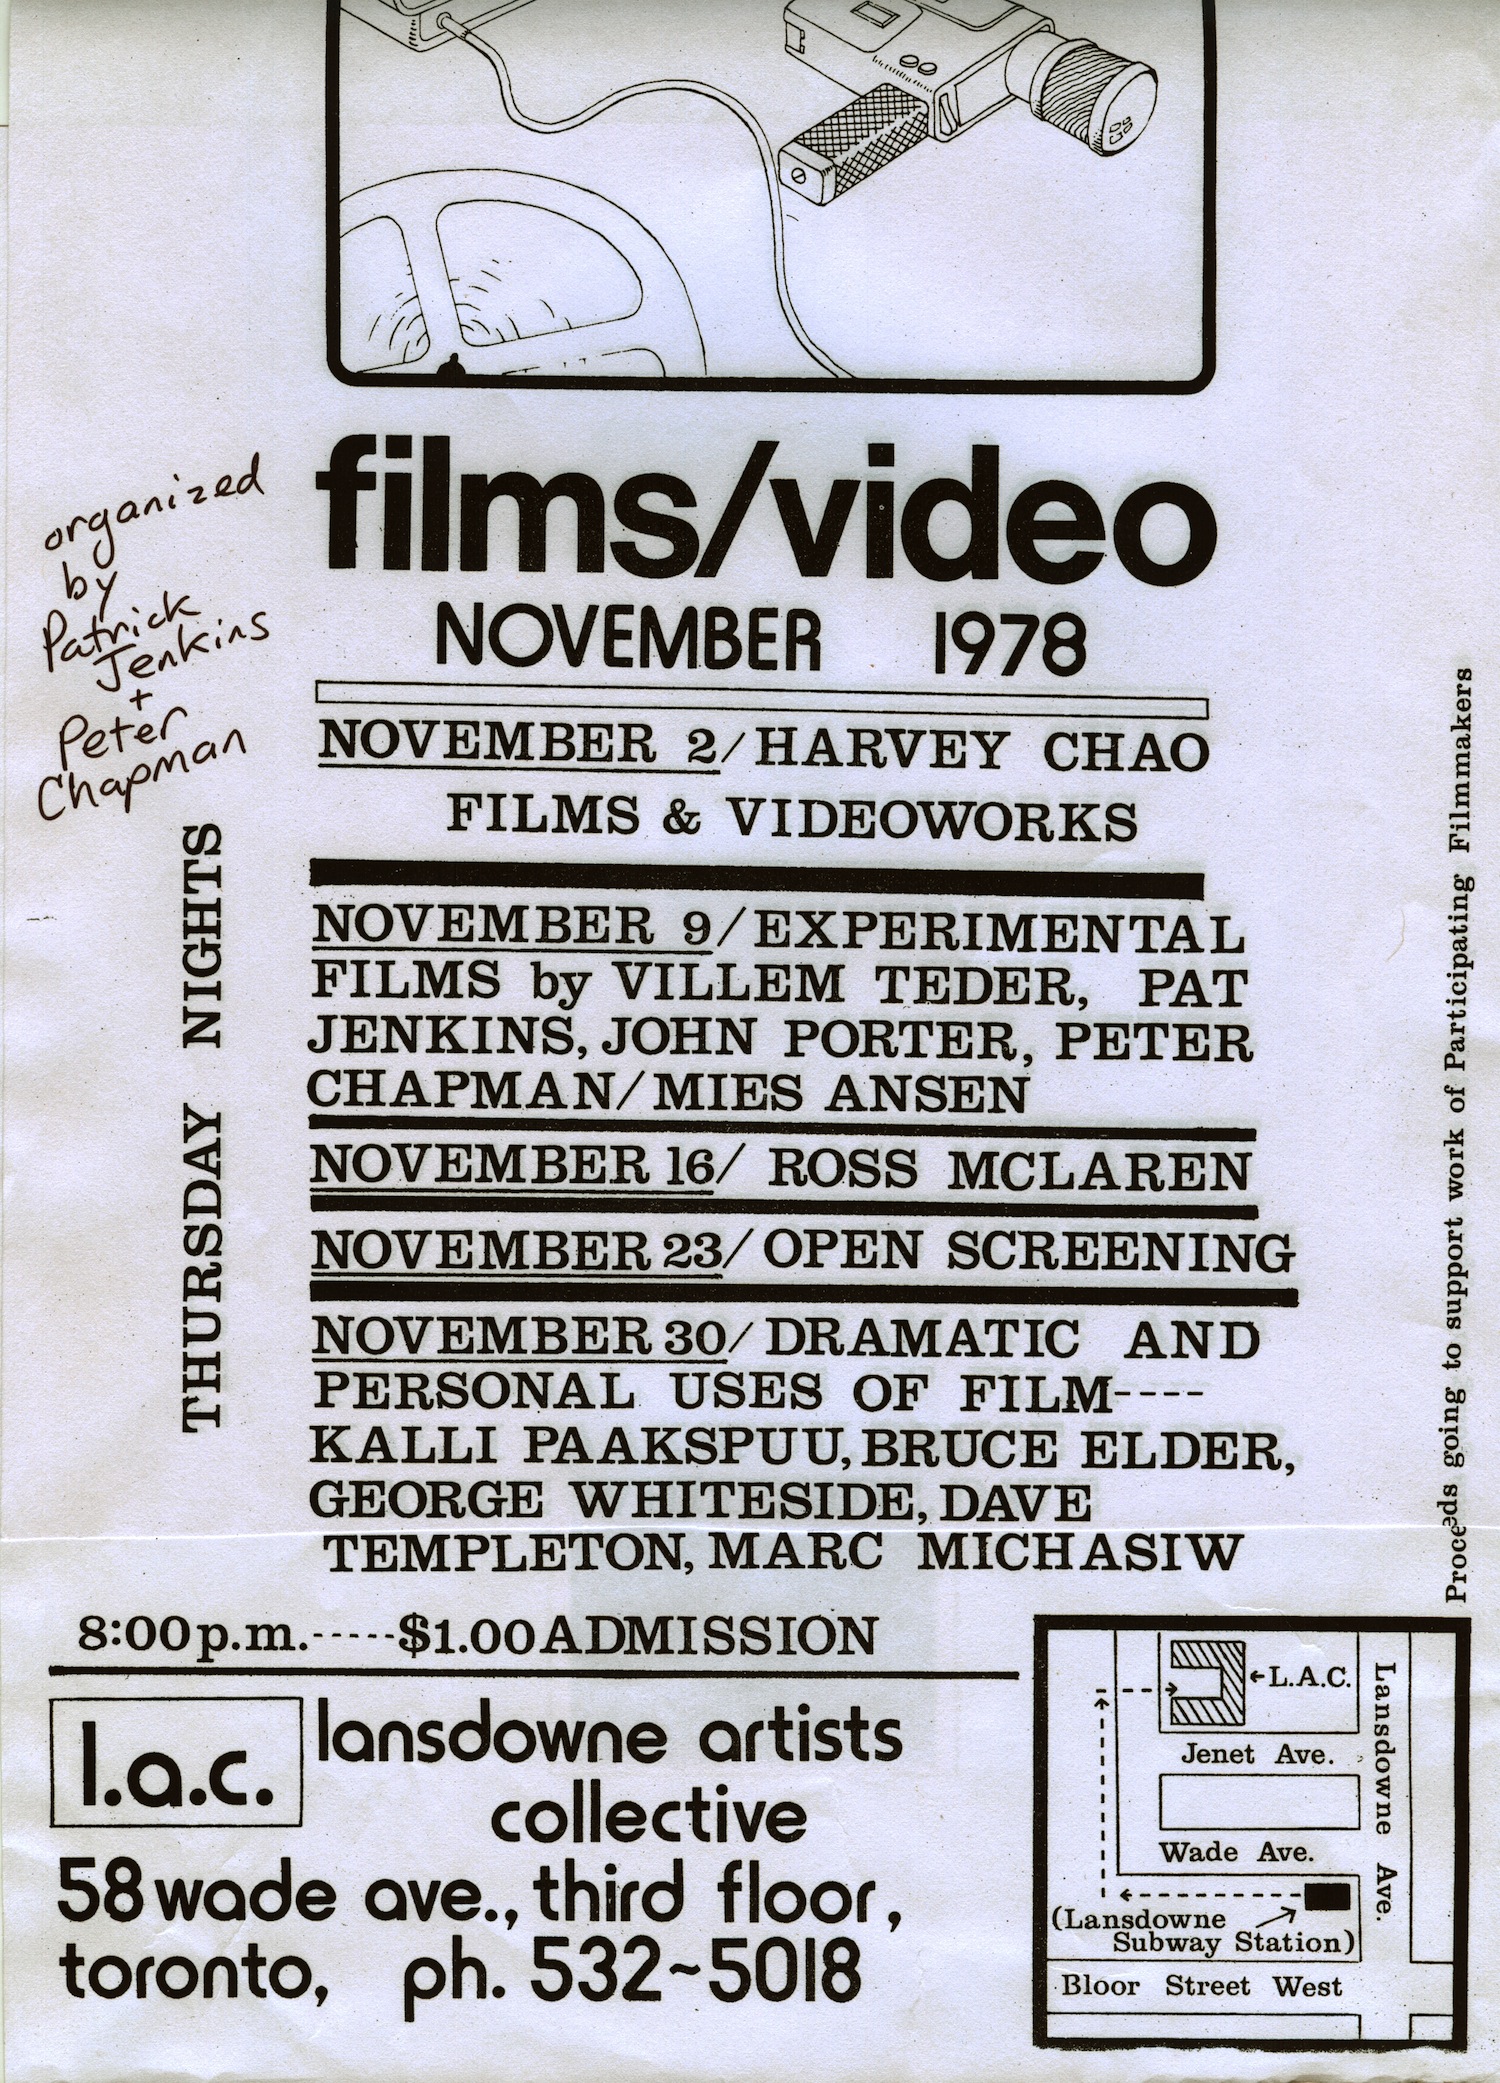 films/video
NOVEMBER 1978
organized
by
Patrick
Jenkins
+
Peter
Chapman
THURSDAY NIGHTS
NOVEMBER 2/HARVEY CHAO
FILMS & VIDEOWORKS
NOVEMBER 9/EXPERIMENTAL
FILMS by VILLEM TEDER, PAT
JENKINS, JOHN PORTER, PETER
CHAPMAN/MIES ANSEN
NOVEMBER 16/ ROSS MCLAREN
NOVEMBER 23/ OPEN SCREENING
NOVEMBER 30/ DRAMATIC AND
PERSONAL USES OF FILM----
KALLI PAAKSPUU, BRUCE ELDER,
GEORGE WHITESIDE, DAVE
TEMPLETON, MARC MICHASIW
Proceeds going to support work of Participating Filmmakers
8:00p.m.-----$1.00 ADMISSION
l.a.c.
lansdowne artists
collective
58 wade ave., third floor,
toronto, ph. 532~5018
←L.A.C.
Jenet Ave.
Wade Ave.
Lansdowne Ave.
(Lansdowne
Subway Station)
Bloor Street West